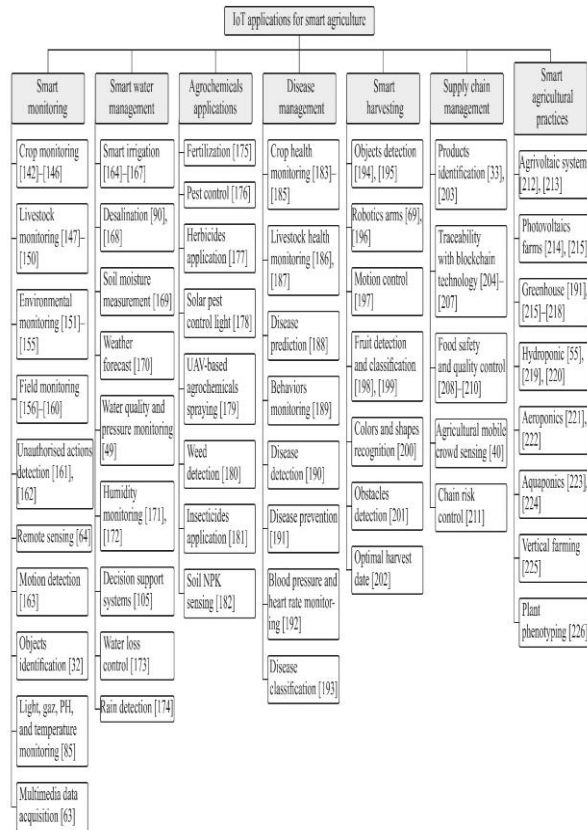 IoT applications for smart agriculture
Smart
monitoring
Crop monitoring
[142]–[146]
Livestock
monitoring [147]–
[150]
Environmental
monitoring [151]–
[155]
Field monitoring
[156]–[160]
Unauthorised actions
detection [161],
[162]
Remote sensing [64]
Motion detection
[163]
Objects
identification [32]
Light, gaz, PH,
and temperature
monitoring [85]
Multimedia data
acquisition [63]
Smart water
management
Smart irrigation
[164]–[167]
Desalination [90],
[168]
Soil moisture
measurement [169]
Weather
forecast [170]
Water quality and
pressure monitoring
[49]
Humidity
monitoring [171],
[172]
Decision support
systems [105]
Water loss
control [173]
Rain detection [174]
Agrochemicals
applications
Fertilization [175]
Pest control [176]
Herbicides
application [177]
Solar pest
control light [178]
UAV-based
agrochemicals
spraying [179]
Weed
detection [180]
Insecticides
application [181]
Soil NPK
sensing [182]
Disease
management
Crop health
monitoring [183]–
[185]
Livestock health
monitoring [186],
[187]
Disease
prediction [188]
Behaviors
monitoring [189]
Disease
detection [190]
Disease prevention
[191]
Blood pressure and
heart rate monitor-
ing [192]
Disease
classification [193]
Smart
harvesting
Objects detection
[194], [195]
Robotics arms [69],
[196]
Motion control
[197]
Fruit detection
and classification
[198], [199]
Colors and shapes
recognition [200]
Obstacles
detection [201]
Optimal harvest
date [202]
Supply chain
management
Products
identification [33],
[203]
Traceability
with blockchain
technology [204]–
[207]
Food safety
and quality control
[208]–[210]
Agricultural mobile
crowd sensing [40]
Chain risk
control [211]
Smart
agricultural
practices
Agrivoltaic systems
[212], [213]
Photovoltaics
farms [214], [215]
Greenhouse [191],
[215]–[218]
Hydroponic [55],
[219], [220]
Aeroponics [221],
[222]
Aquaponics [223],
[224]
Vertical farming
[225]
Plant
phenotyping [226]